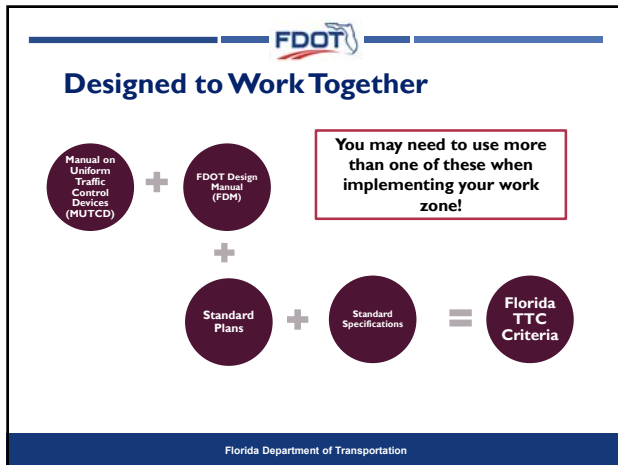 FDOT
Designed to Work Together
Manual on
Uniform
Traffic
Control
Devices
(MUTCD)
+
FDOT Design
Manual
(FDM)
You may need to use more
than one of these when
implementing your work
zone!
+
Standard
Plans
+
Standard
Specifications
=
Florida
TTC
Criteria
Florida Department of Transportation